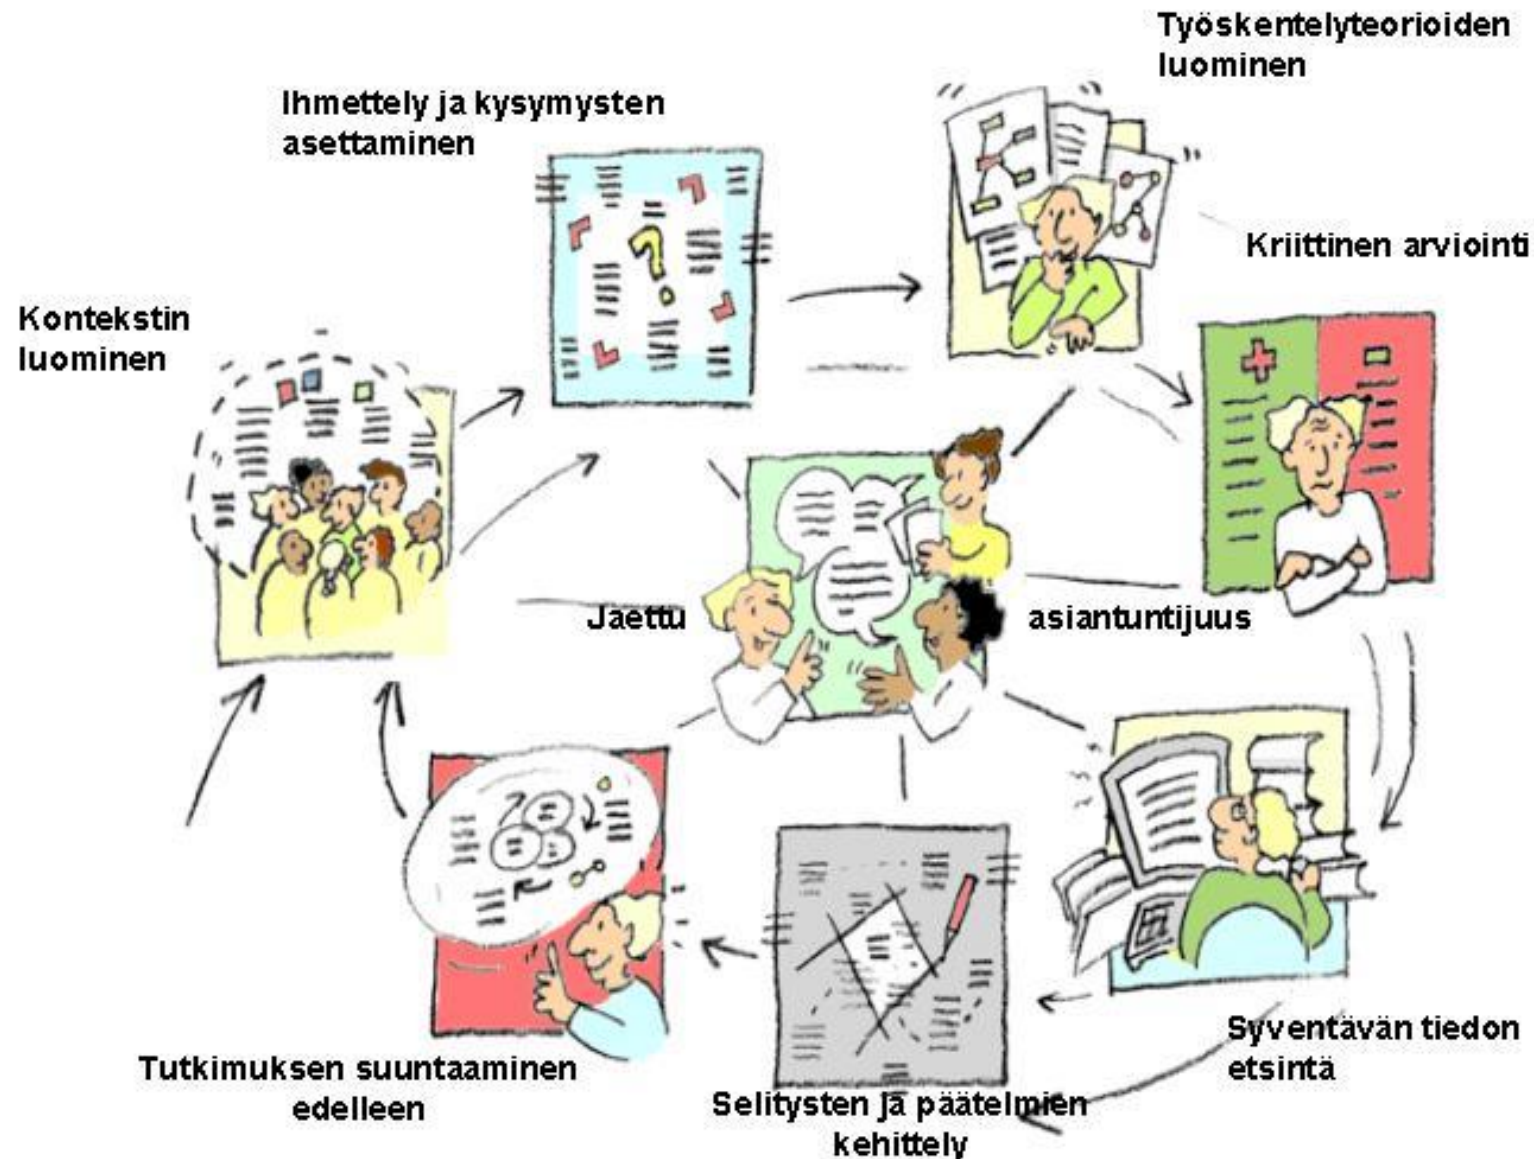 Työskentelyteorioiden
luominen
Ihmettely ja kysymysten
asettaminen
Kriittinen arviointi
Kontekstin
luominen
Jaettu asiantuntijuus
Syventävän tiedon
etsintä
Tutkimuksen suuntaaminen
edelleen
Selitysten ja päätelmien
kehittely